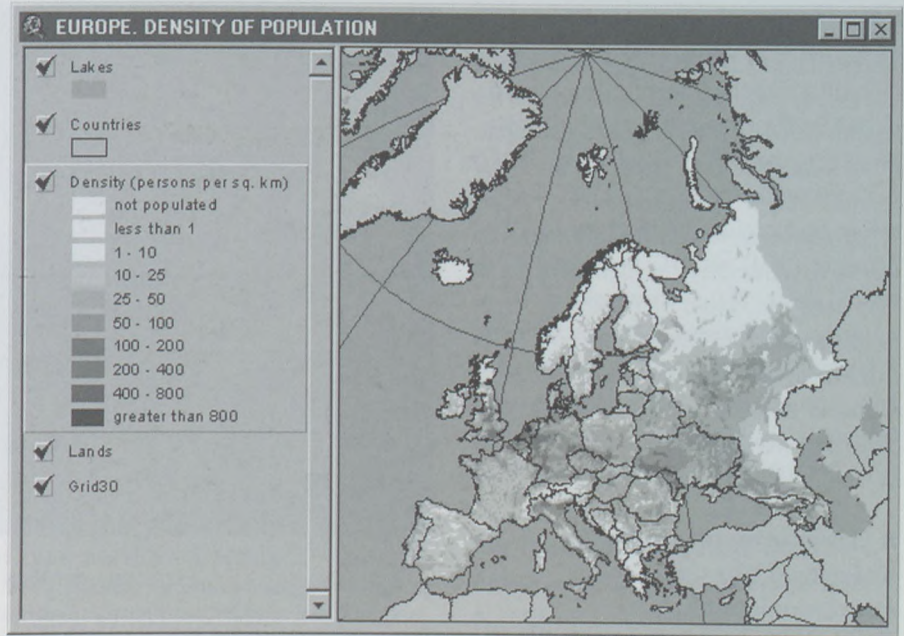 EUROPE. DENSITY OF POPULATION
Lakes
Countries
Density (persons per sq. km)
not populated
less than 1
1 - 10
10 - 25
25 - 50
50 - 100
100 - 200
200 - 400
400 - 800
greater than 800
Lands
Grid30